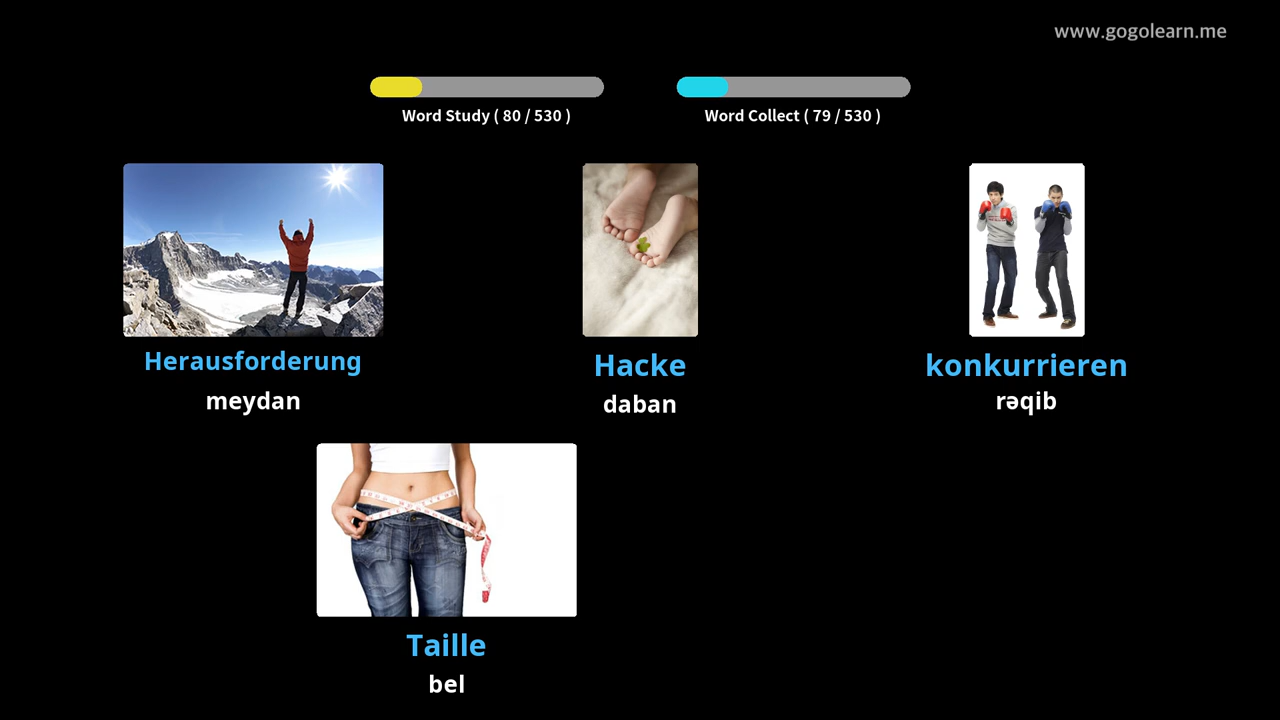 www.gogolearn.me
Word Study ( 80 / 530 )
Word Collect ( 79 / 530 )
Herausforderung
meydan
Hacke
daban
konkurrieren
rəqib
Taille
bel